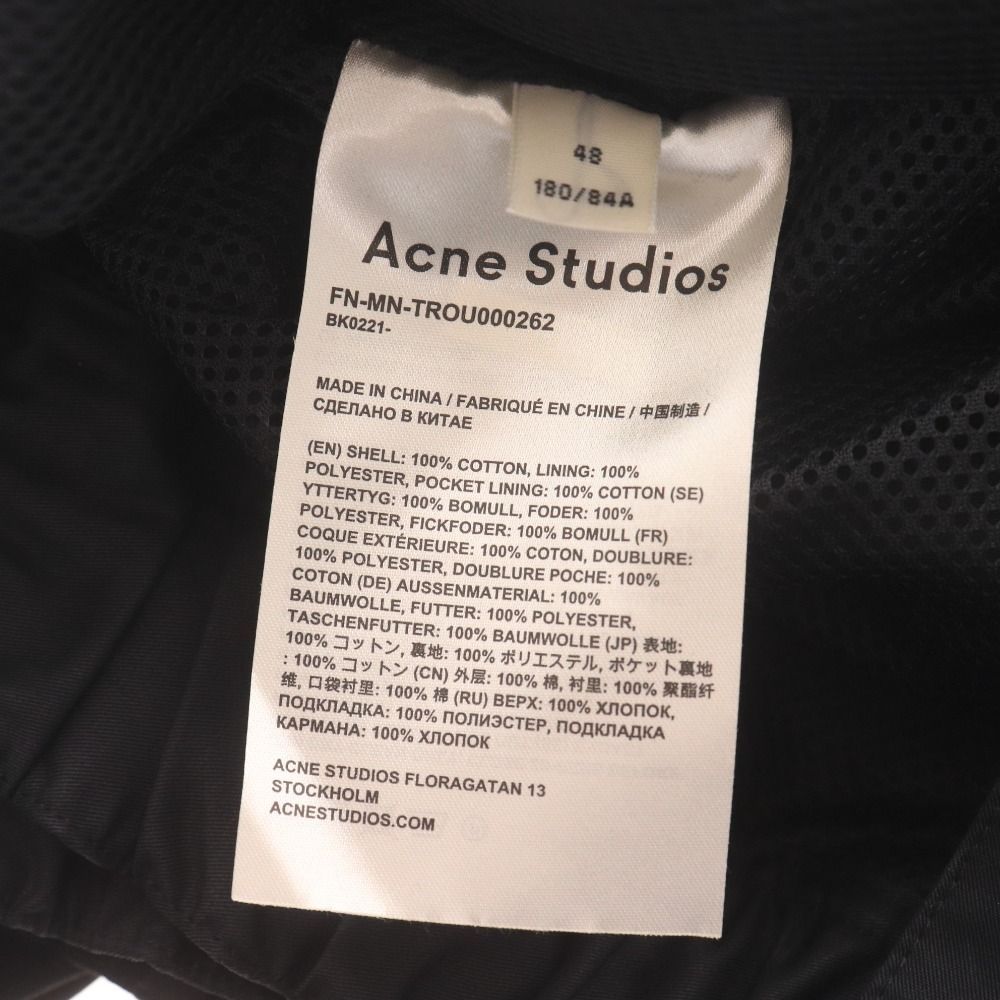 48
180/84A
Acne Studios
FN-MN-TROU000262
BK0221-
MADE IN CHINA / FABRIQUÉ EN CHINE / 中国制造 /
СДЕЛАНО В КИТАЕ
(EN) SHELL: 100% COTTON, LINING: 100%
POLYESTER, POCKET LINING: 100% COTTON (SE)
YTTERTYG: 100% BOMULL, FODER: 100%
POLYESTER, FICKFODER: 100% BOMULL (FR)
COQUE EXTÉRIEURE: 100% COTON, DOUBLURE:
100% POLYESTER, DOUBLURE POCHE: 100%
COTON (DE) AUSSENMATERIAL: 100%
BAUMWOLLE, FUTTER: 100% POLYESTER,
TASCHENFUTTER: 100% BAUMWOLLE (JP) 表地:
100% コットン, 裏地: 100% ポリエステル, ポケット裏地
: 100% コットン (CN) 外层: 100% 棉, 衬里: 100% 聚酯纤
维, 口袋衬里: 100% 棉 (RU) ВЕРХ: 100% ХЛОПОК,
ПОДКЛАДКА: 100% ПОЛИЭСТЕР, ПОДКЛАДКА
КАРМАНА: 100% ХЛОПОК
ACNE STUDIOS FLORAGATAN 13
STOCKHOLM
ACNESTUDIOS.COM